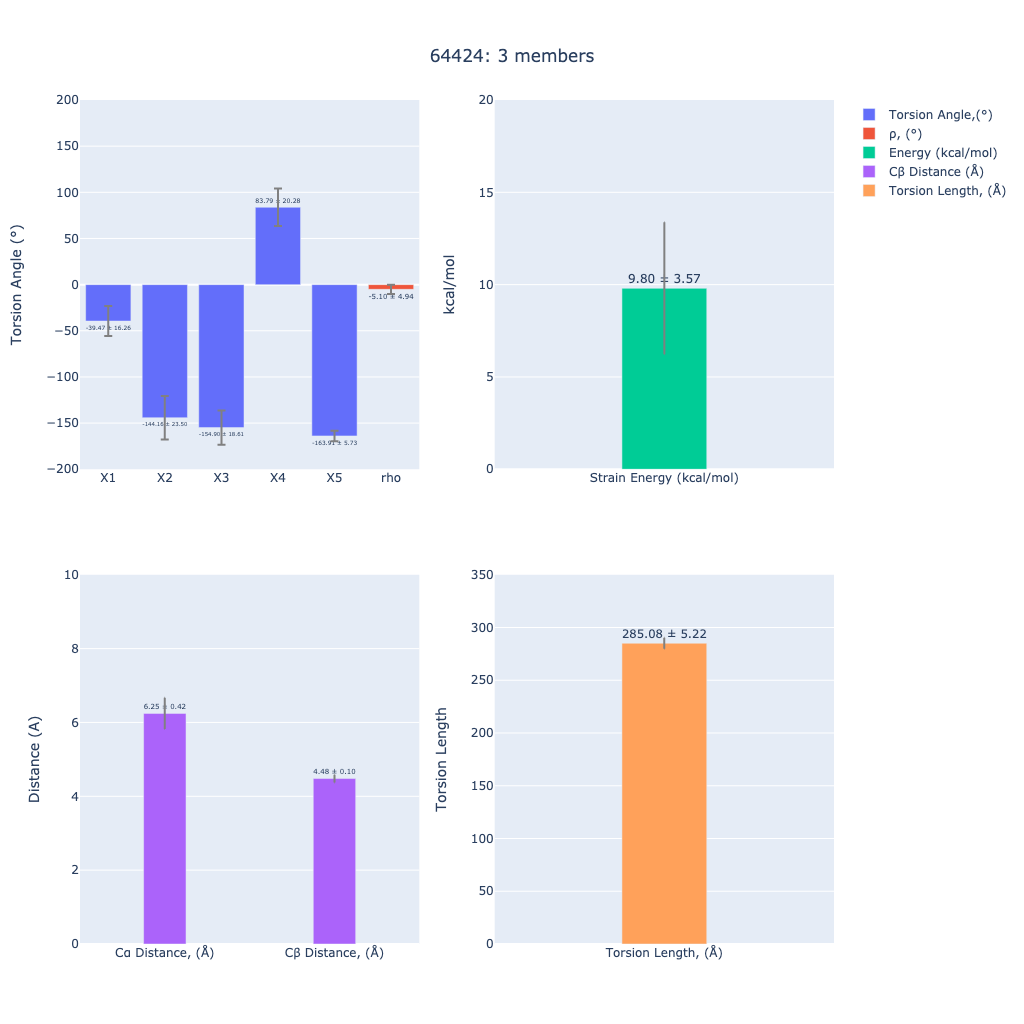 64424: 3 members
Torsion Angle (°)
200
150
100
50
0
−50
−100
−150
−200
-39.47 ± 16.26
-144.16 ± 23.50
-154.90 ± 18.61
83.79 ± 20.28
-163.91 ± 5.73
-5.10 ± 4.94
X1 X2 X3 X4 X5 rho
kcal/mol
20
15
10
5
0
9.80 ± 3.57
Strain Energy (kcal/mol)
Torsion Angle,(°)
ρ, (°)
Energy (kcal/mol)
Cβ Distance (Å)
Torsion Length, (Å)
Distance (A)
10
8
6
4
2
0
6.25 ± 0.42
4.48 ± 0.10
Cα Distance, (Å) Cβ Distance, (Å)
Torsion Length
350
300
250
200
150
100
50
0
285.08 ± 5.22
Torsion Length, (Å)